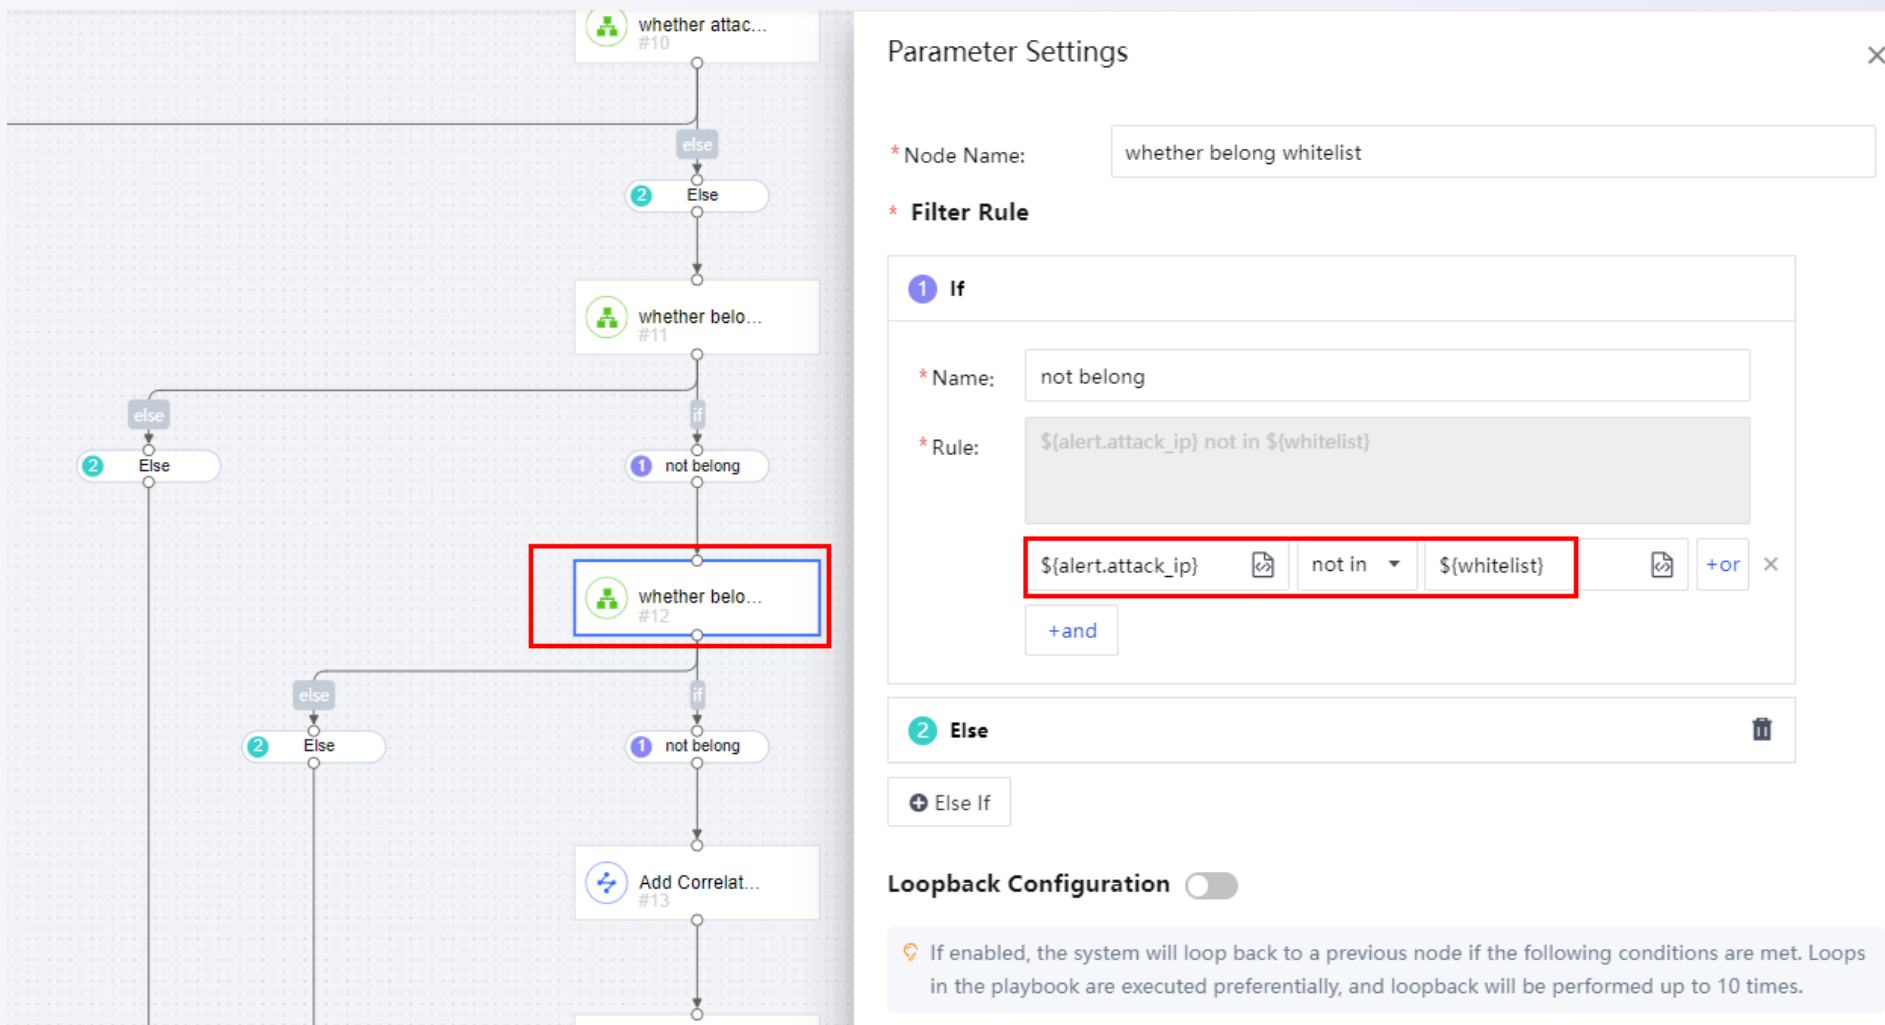 whether attac...
#10
else
2 Else
whether belo...
#11
else
if
2 Else
1 not belong
whether belo...
#12
else
if
2 Else
1 not belong
Add Correlat...
#13
Parameter Settings
* Node Name: whether belong whitelist
* Filter Rule
1 If
* Name: not belong
* Rule: ${alert.attack_ip} not in ${whitelist}
${alert.attack_ip} not in ${whitelist} +or
+and
2 Else
Else If
Loopback Configuration
If enabled, the system will loop back to a previous node if the following conditions are met. Loops
in the playbook are executed preferentially, and loopback will be performed up to 10 times.